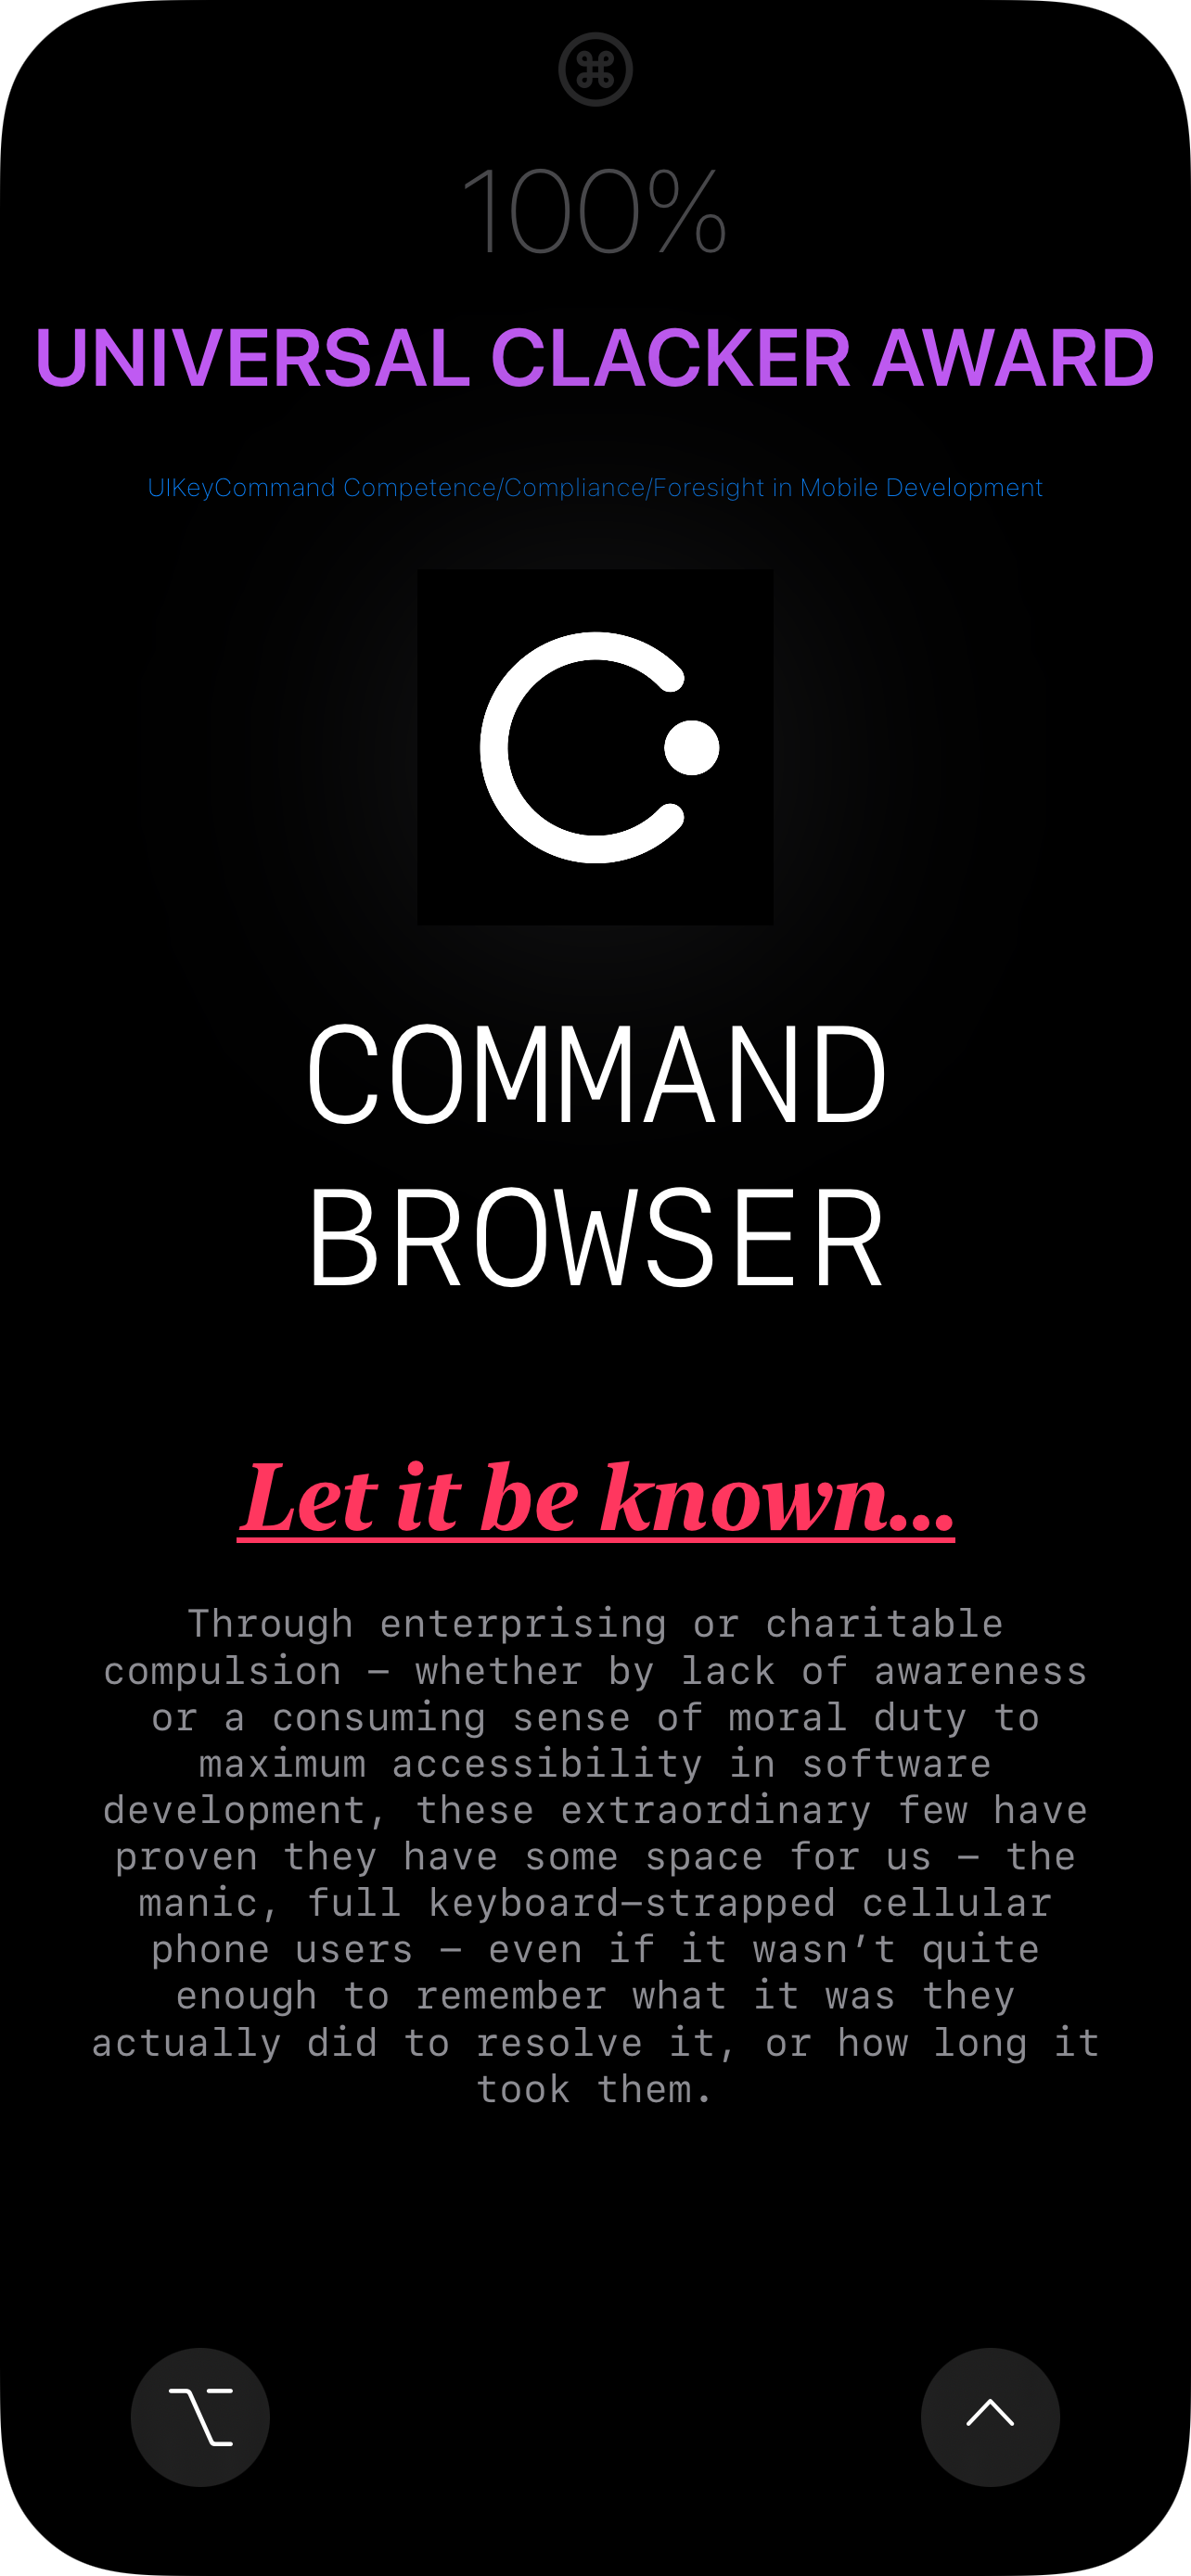 ⌘
100%
UNIVERSAL CLACKER AWARD
UIKeyCommand Competence/Compliance/Foresight in Mobile Development
COMMAND
BROWSER
Let it be known...
Through enterprising or charitable
compulsion – whether by lack of awareness
or a consuming sense of moral duty to
maximum accessibility in software
development, these extraordinary few have
proven they have some space for us – the
manic, full keyboard–strapped cellular
phone users – even if it wasn’t quite
enough to remember what it was they
actually did to resolve it, or how long it
took them.